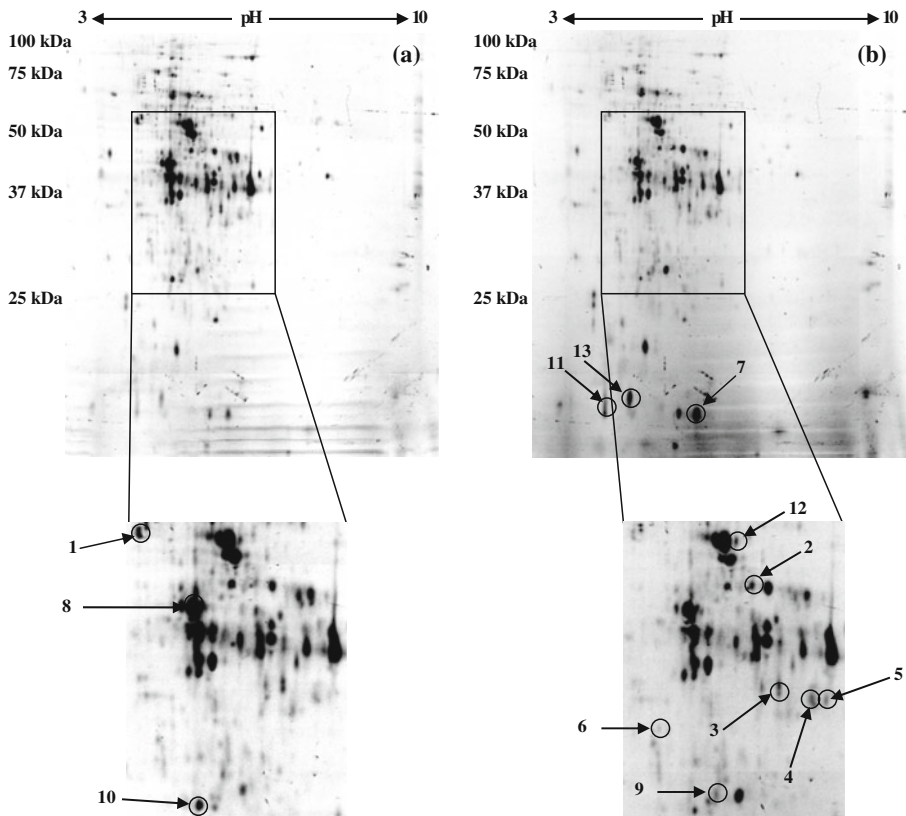 3 pH 10
3 pH 10
100 kDa (a)
100 kDa (b)
75 kDa
75 kDa
50 kDa
50 kDa
37 kDa
37 kDa
25 kDa
25 kDa
11 13 7
1
8
10
12
2
5
3
4
6
9